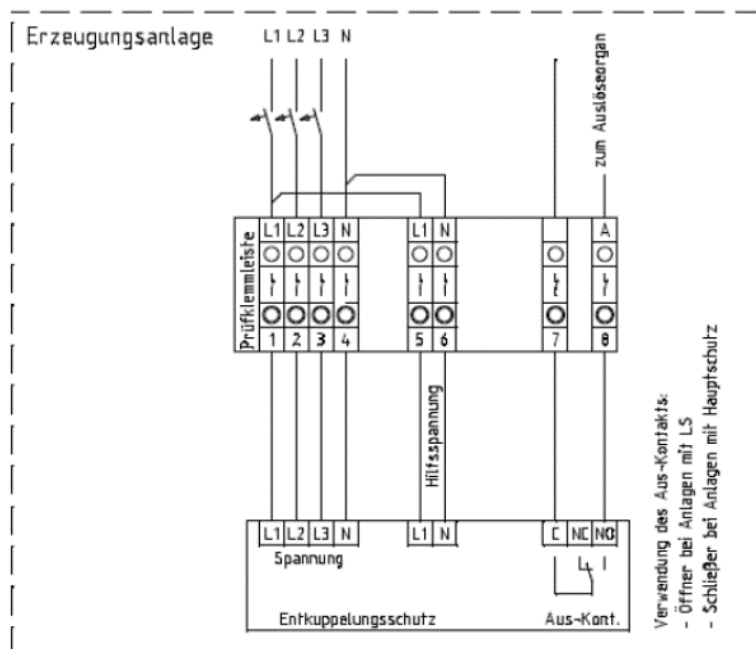 Erzeugungsanlage
L1 L2 L3 N
zum Auslöseorgan
Prüfklemmleiste
L1 L2 L3 N L1 N A
1 2 3 4 5 6 7 8
Hilfsspannung
L1 L2 L3 N L1 N C NC NO
Spannung
Entkuppelungsschutz Aus-Kont.
Verwendung des Aus-Kontakts:
- Öffner bei Anlagen mit LS
- Schließer bei Anlagen mit Hauptschutz